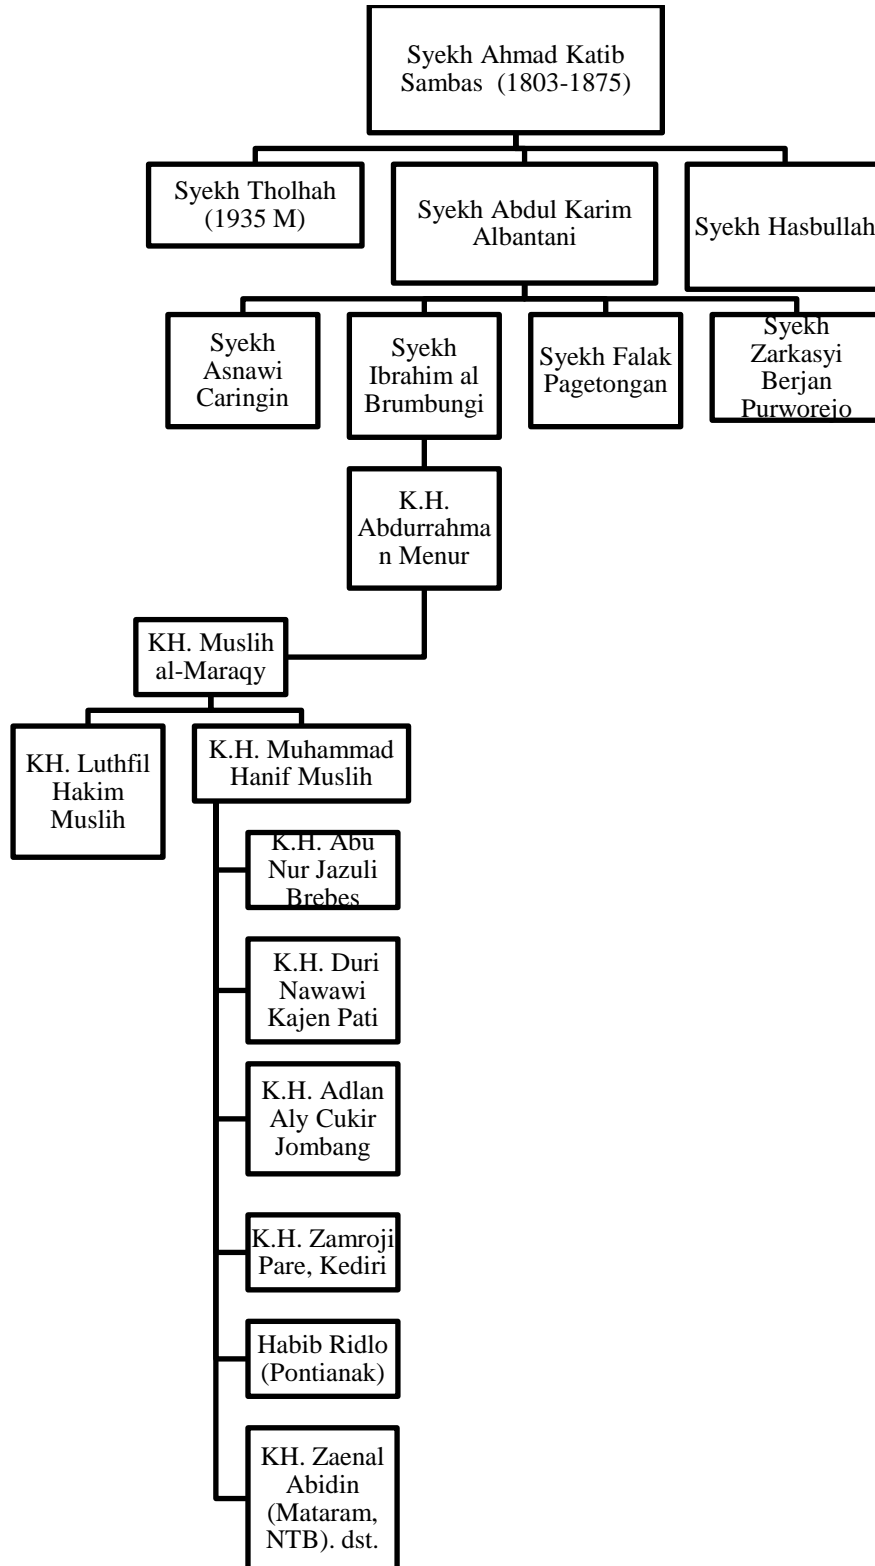 Syekh Ahmad Katib
Sambas (1803-1875)
Syekh Tholhah
(1935 M)
Syekh Abdul Karim
Albantani
Syekh Hasbullah
Syekh
Asnawi
Caringin
Syekh
Ibrahim al
Brumbungi
Syekh Falak
Pagetongan
Syekh
Zarkasyi
Berjan
Purworejo
K.H.
Abdurrahma
n Menur
KH. Muslih
al-Maraqy
KH. Luthfil
Hakim
Muslih
K.H. Muhammad
Hanif Muslih
K.H. Abu
Nur Jazuli
Brebes
K.H. Duri
Nawawi
Kajen Pati
K.H. Adlan
Aly Cukir
Jombang
K.H. Zamroji
Pare, Kediri
Habib Ridlo
(Pontianak)
KH. Zaenal
Abidin
(Mataram,
NTB). dst.